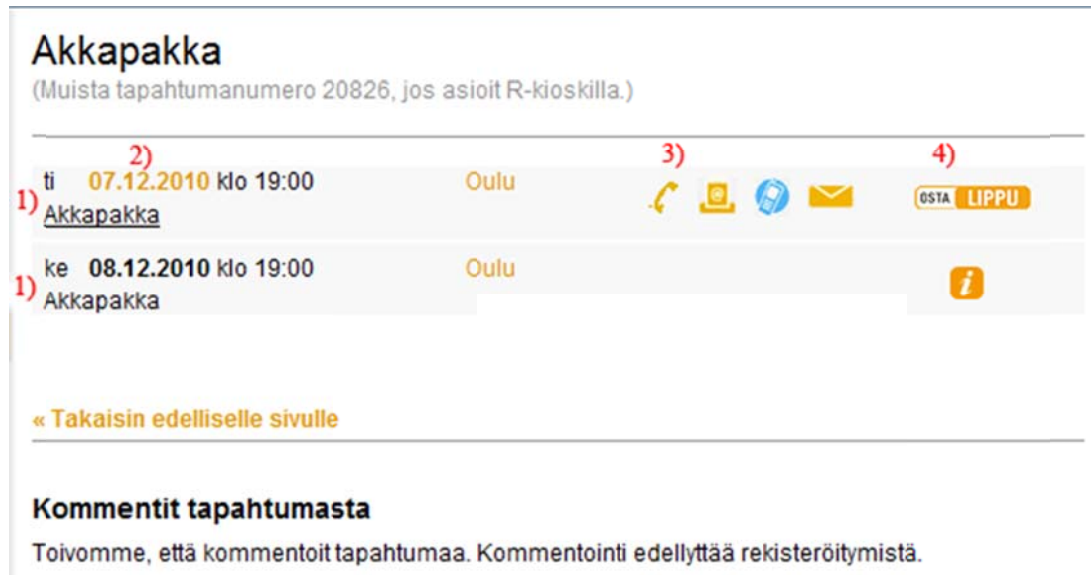 Akkapakka
(Muista tapahtumanumero 20826, jos asioit R-kioskilla.)
2) 3) 4)
ti 07.12.2010 klo 19:00 Oulu @ OSTA LIPPU
1)
Akkapakka
ke 08.12.2010 klo 19:00 Oulu i
1)
Akkapakka
« Takaisin edelliselle sivulle
Kommentit tapahtumasta
Toivomme, että kommentoit tapahtumaa. Kommentointi edellyttää rekisteröitymistä.